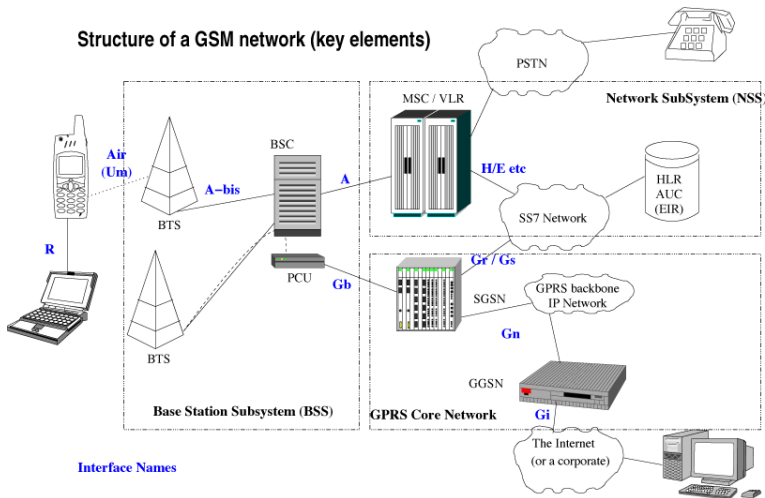 Structure of a GSM network (key elements)
PSTN
MSC / VLR
Network SubSystem (NSS)
BSC
Air
(Um)
A-bis
A
H/E etc
HLR
AUC
(EIR)
BTS
SS7 Network
R
PCU
Gb
Gr / Gs
SGSN
GPRS backbone
IP Network
Gn
BTS
GGSN
Base Station Subsystem (BSS)
GPRS Core Network
Gi
The Internet
(or a corporate)
Interface Names